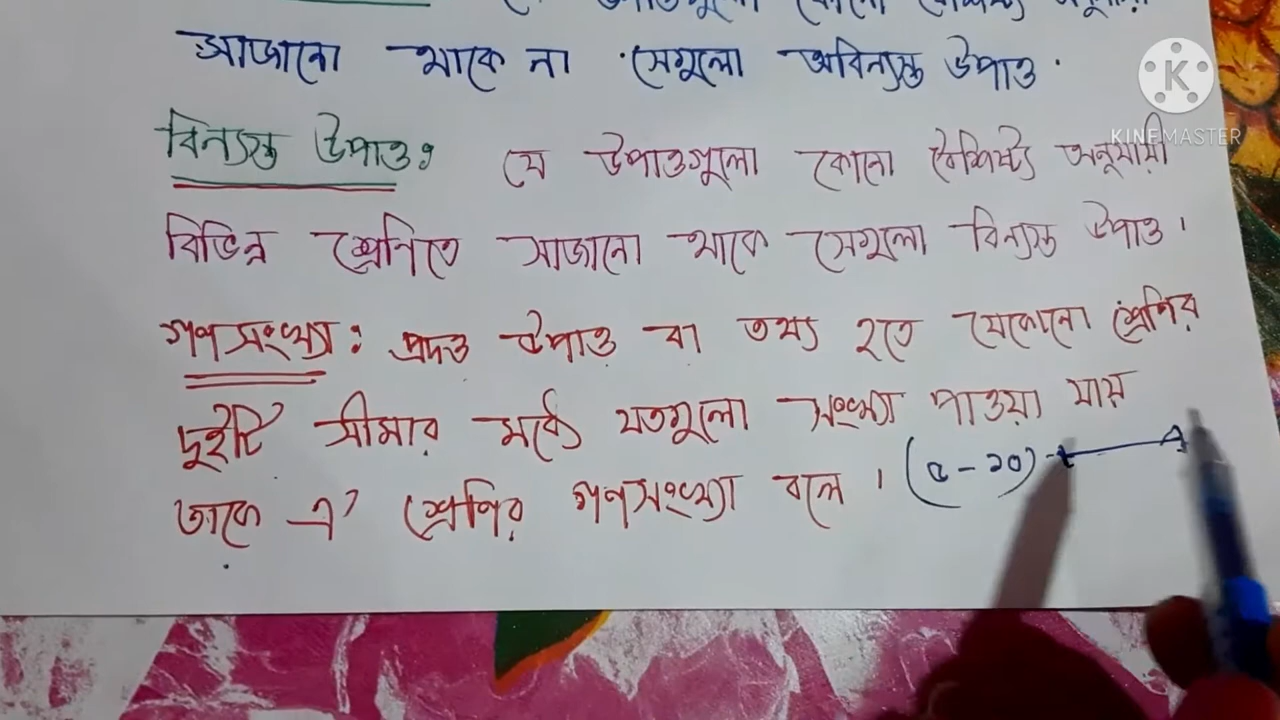 সাজানো থাকে না সেগুলো অবিন্যস্ত উপাত্ত .
বিন্যস্ত উপাত্তঃ যে উপাত্তগুলো কোনো বৈশিষ্ট্য অনুযায়ী
বিভিন্ন শ্রেণিতে সাজানো থাকে সেগুলো বিন্যস্ত উপাত্ত।
গণসংখ্যা : প্রদত্ত উপাত্ত বা তথ্য হতে যেকোনো শ্রেণির
দুইটি সীমার মধ্যে যতগুলো সংখ্যা পাওয়া যায়
তাকে ঐ শ্রেণির গণসংখ্যা বলে । (৫-১০)
KINEMASTER